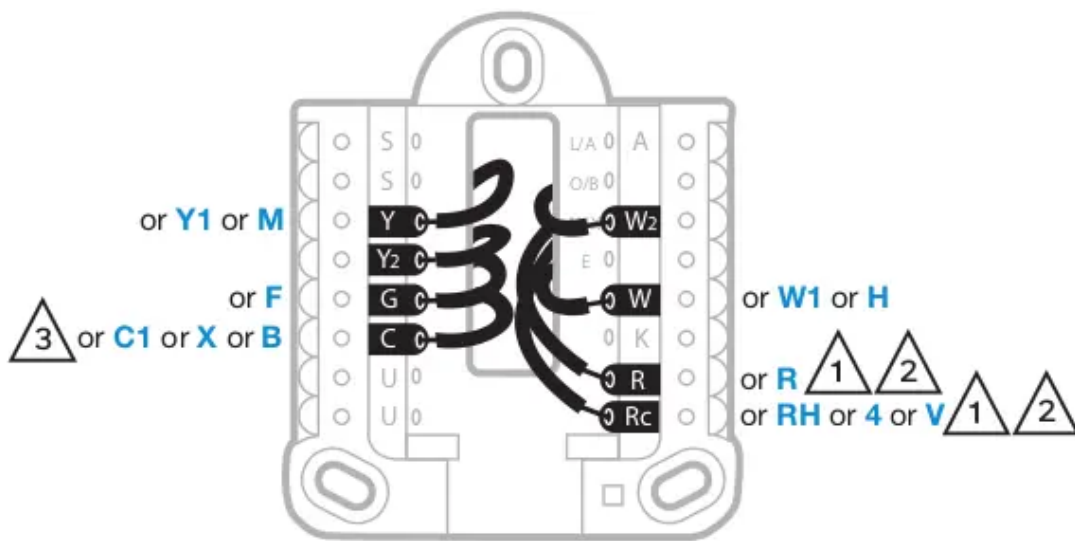 S L/A A
S O/B
or Y1 or M Y W2
Y2 E
or F G W or W1 or H
3 or C1 or X or B C K
U R or R 1 2
U Rc or RH or 4 or V 1 2